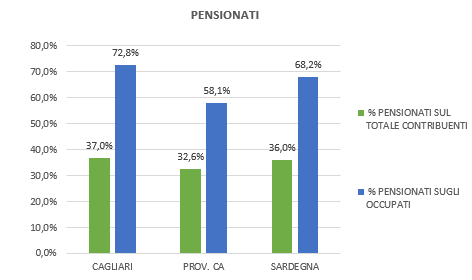 PENSIONATI
80,0%
70,0%
60,0%
50,0%
40,0%
30,0%
20,0%
10,0%
0,0%
37,0%
72,8%
32,6%
58,1%
36,0%
68,2%
CAGLIARI
PROV. CA
SARDEGNA
% PENSIONATI SUL
TOTALE CONTRIBUENTI
% PENSIONATI SUGLI
OCCUPATI